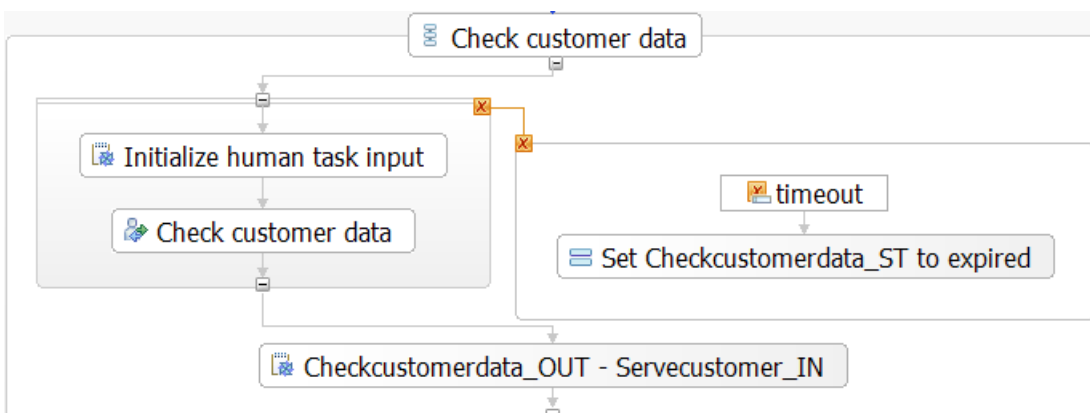 Check customer data
Initialize human task input
Check customer data
timeout
Set Checkcustomerdata_ST to expired
Checkcustomerdata_OUT - Servecustomer_IN